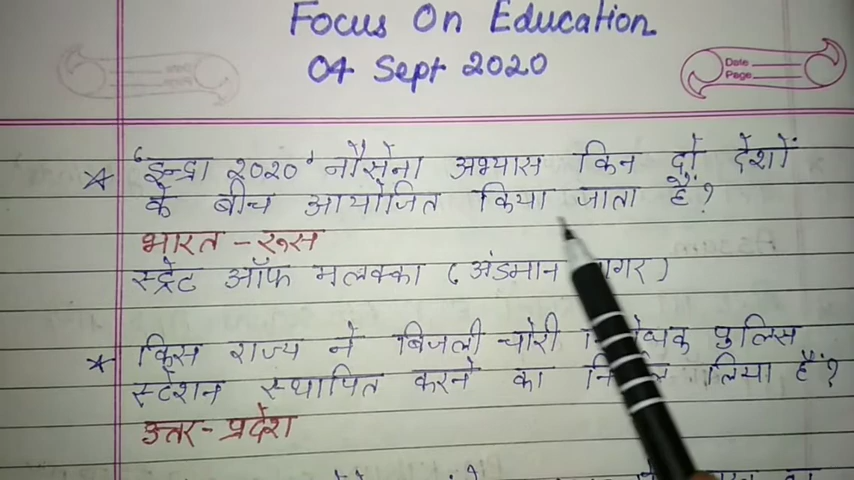 Focus On Education
04 Sept 2020
Date
Page
* 'इन्द्रा 2020' नौसेना अभ्यास किन दो देशों
के बीच आयोजित किया जाता है?
भारत - रूस
स्ट्रेट ऑफ मलक्का (अंडमान
* किस राज्य ने बिजली चोरी पुलिस
स्टेशन स्थापित करने का लिया है?
उत्तर - प्रदेश